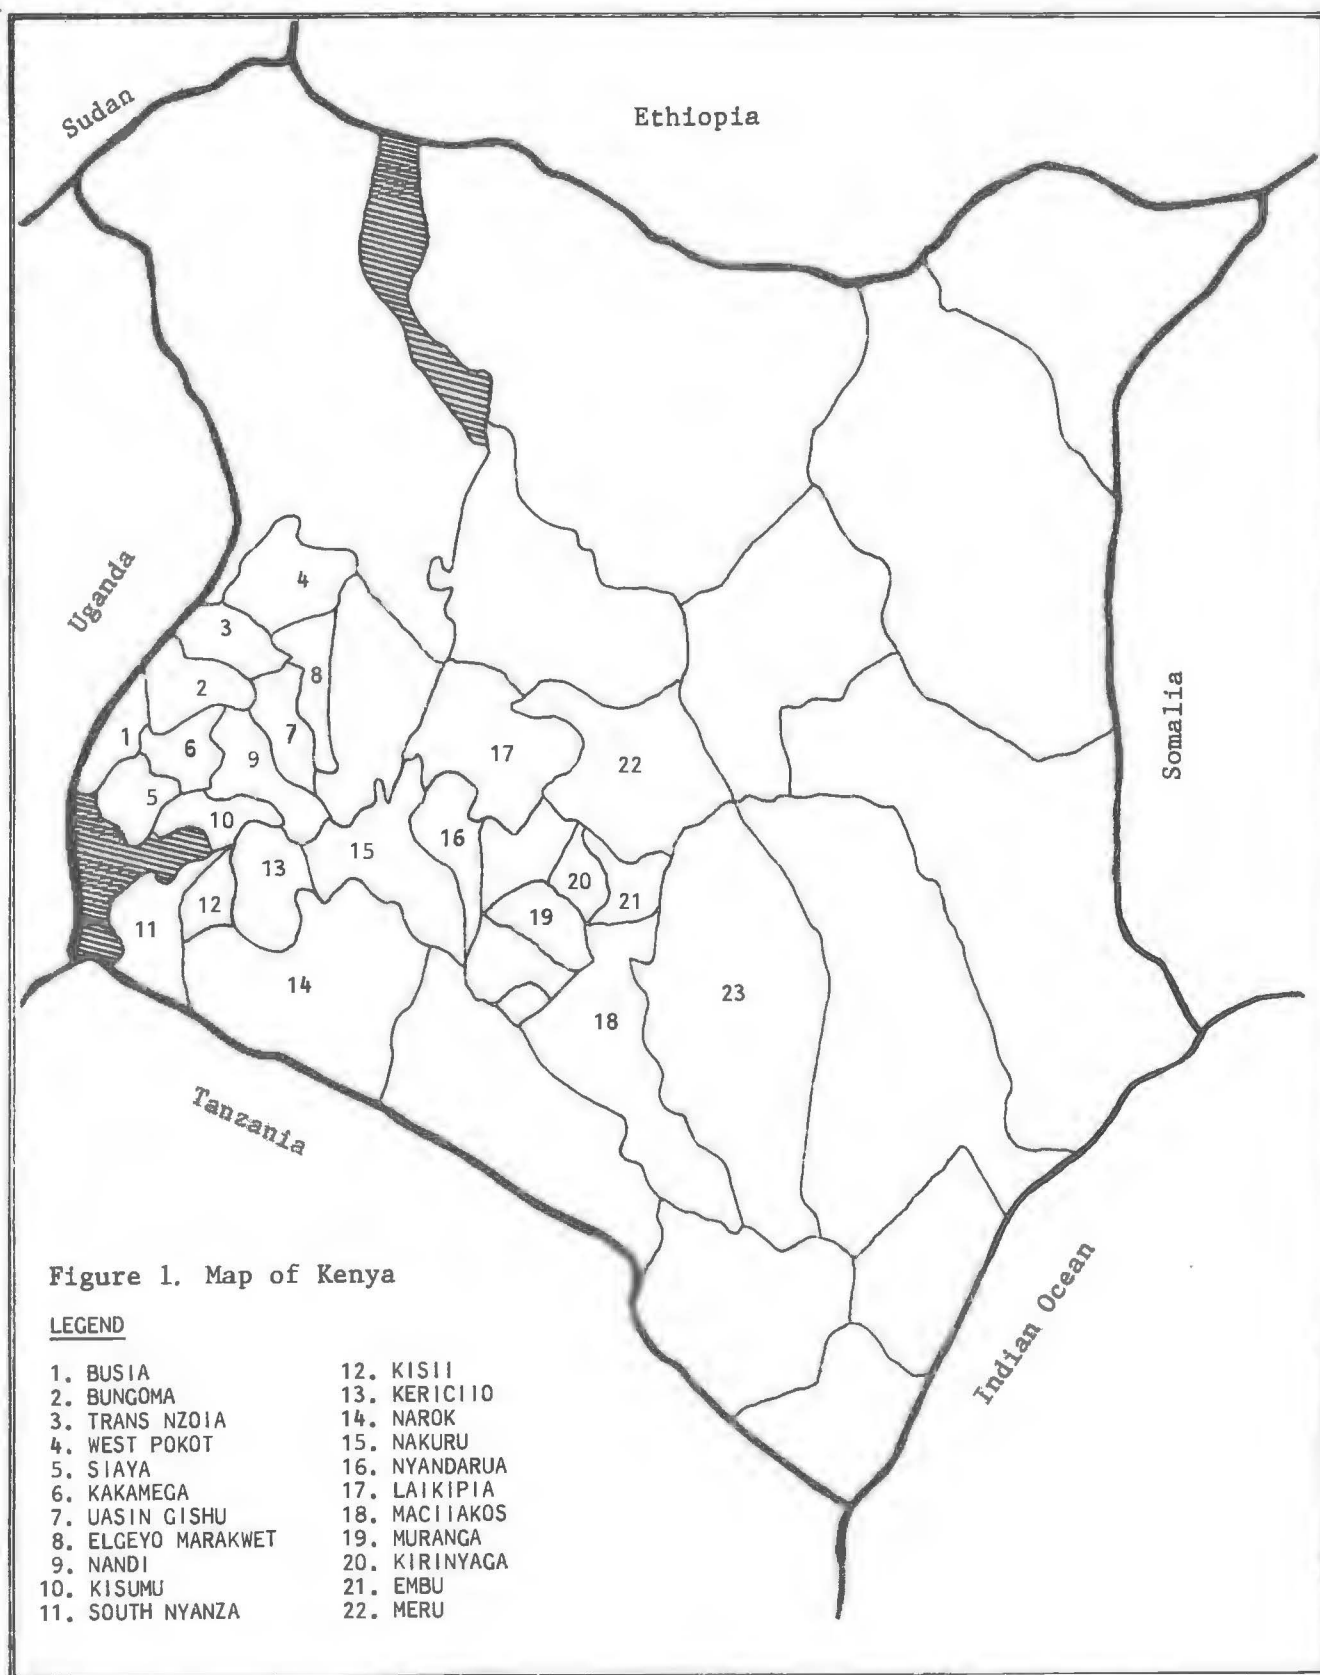 Sudan
Ethiopia
Uganda
Somalia
4
3
8
2
1
6
7
9
17
22
5
10
16
15
13
20
12
21
19
11
14
23
18
Tanzania
Indian Ocean
Figure 1. Map of Kenya
LEGEND
1. BUSIA
2. BUNGOMA
3. TRANS NZOIA
4. WEST POKOT
5. SIAYA
6. KAKAMEGA
7. UASIN GISHU
8. ELGEYO MARAKWET
9. NANDI
10. KISUMU
11. SOUTH NYANZA
12. KISII
13. KERICIIO
14. NAROK
15. NAKURU
16. NYANDARUA
17. LAIKIPIA
18. MACIIAKOS
19. MURANGA
20. KIRINYAGA
21. EMBU
22. MERU